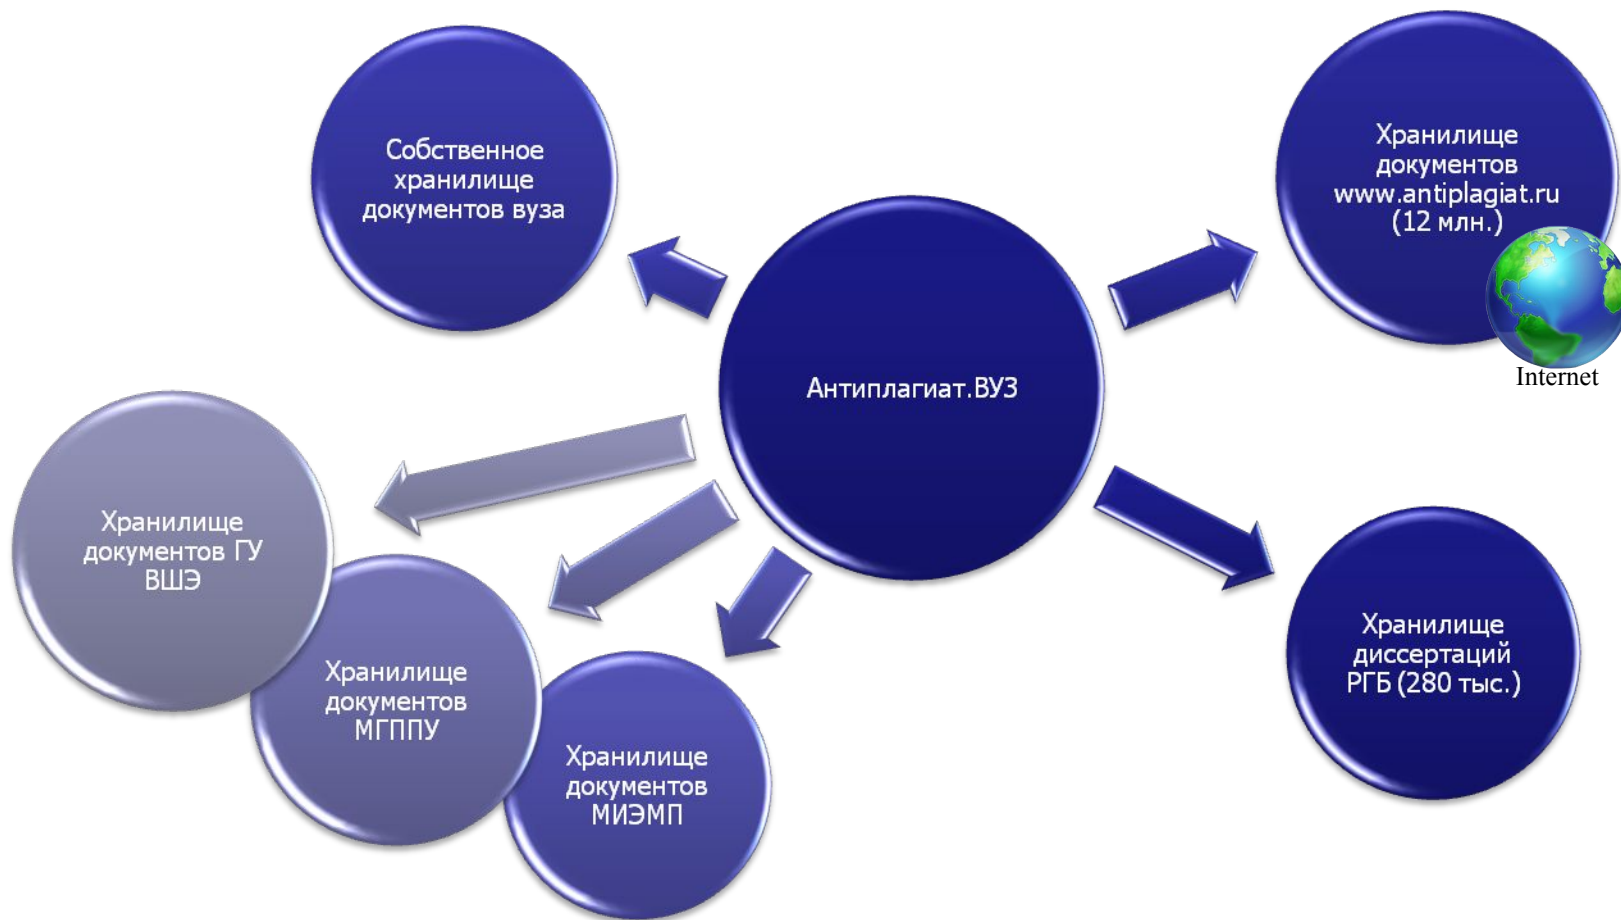 Собственное
хранилище
документов вуза
Хранилище
документов
www.antiplagiat.ru
(12 млн.)
Internet
Антиплагиат.ВУЗ
Хранилище
документов ГУ
ВШЭ
Хранилище
документов
МГППУ
Хранилище
документов
МИЭМП
Хранилище
диссертаций
РГБ (280 тыс.)